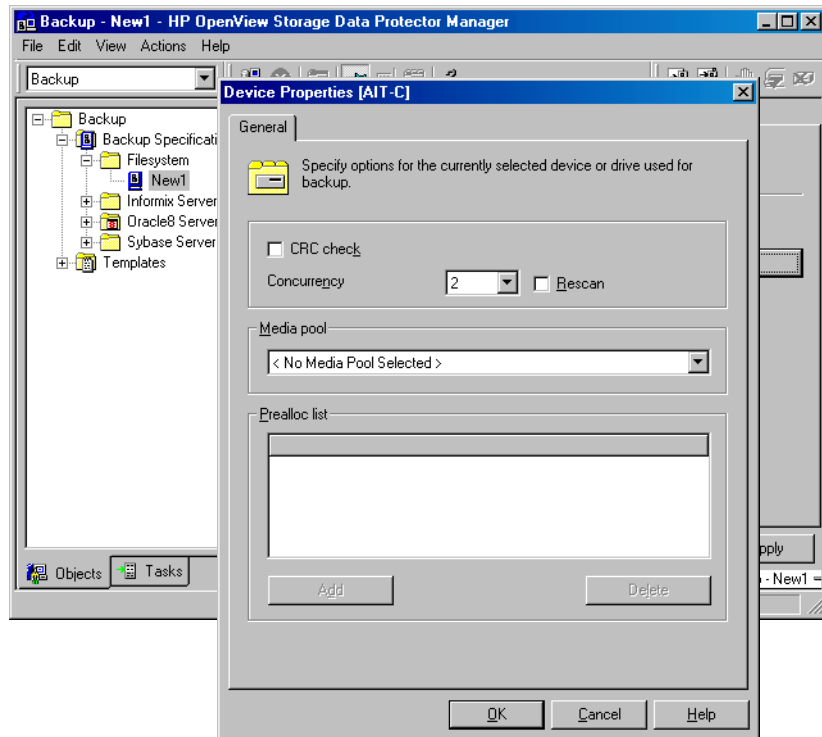 Backup - New1 - HP OpenView Storage Data Protector Manager
File Edit View Actions Help
Backup
Device Properties [AIT-C]
Backup
Backup Specificati
Filesystem
New1
Informix Server
Oracle8 Server
Sybase Server
Templates
Objects
Tasks
General
Specify options for the currently selected device or drive used for
backup.
CRC check
Concurrency 2 Rescan
Media pool
< No Media Pool Selected >
Prealloc list
Add Delete
OK Cancel Help
pply
- New1 =